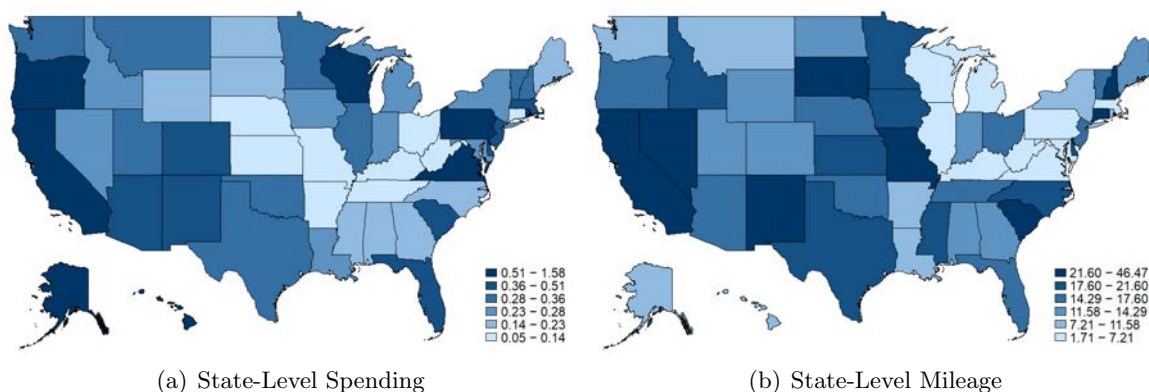 0.51 – 1.58
0.36 – 0.51
0.28 – 0.36
0.23 – 0.28
0.14 – 0.23
0.05 – 0.14
21.60 – 46.47
17.60 – 21.60
14.29 – 17.60
11.58 – 14.29
7.21 – 11.58
1.71 – 7.21
(a) State-Level Spending
(b) State-Level Mileage